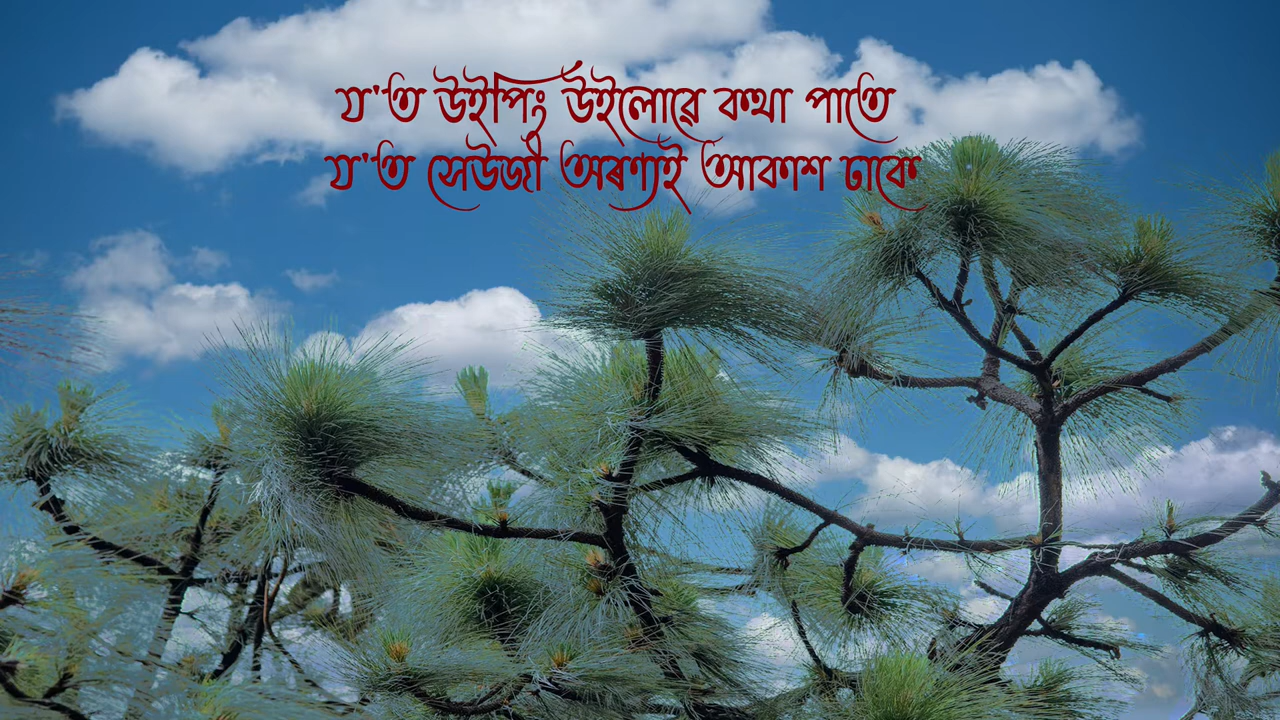 য'ত উইপিং উইলোৱে কথা পাতে
য'ত সেউজী অৰণ্যই আকাশ ঢাকে